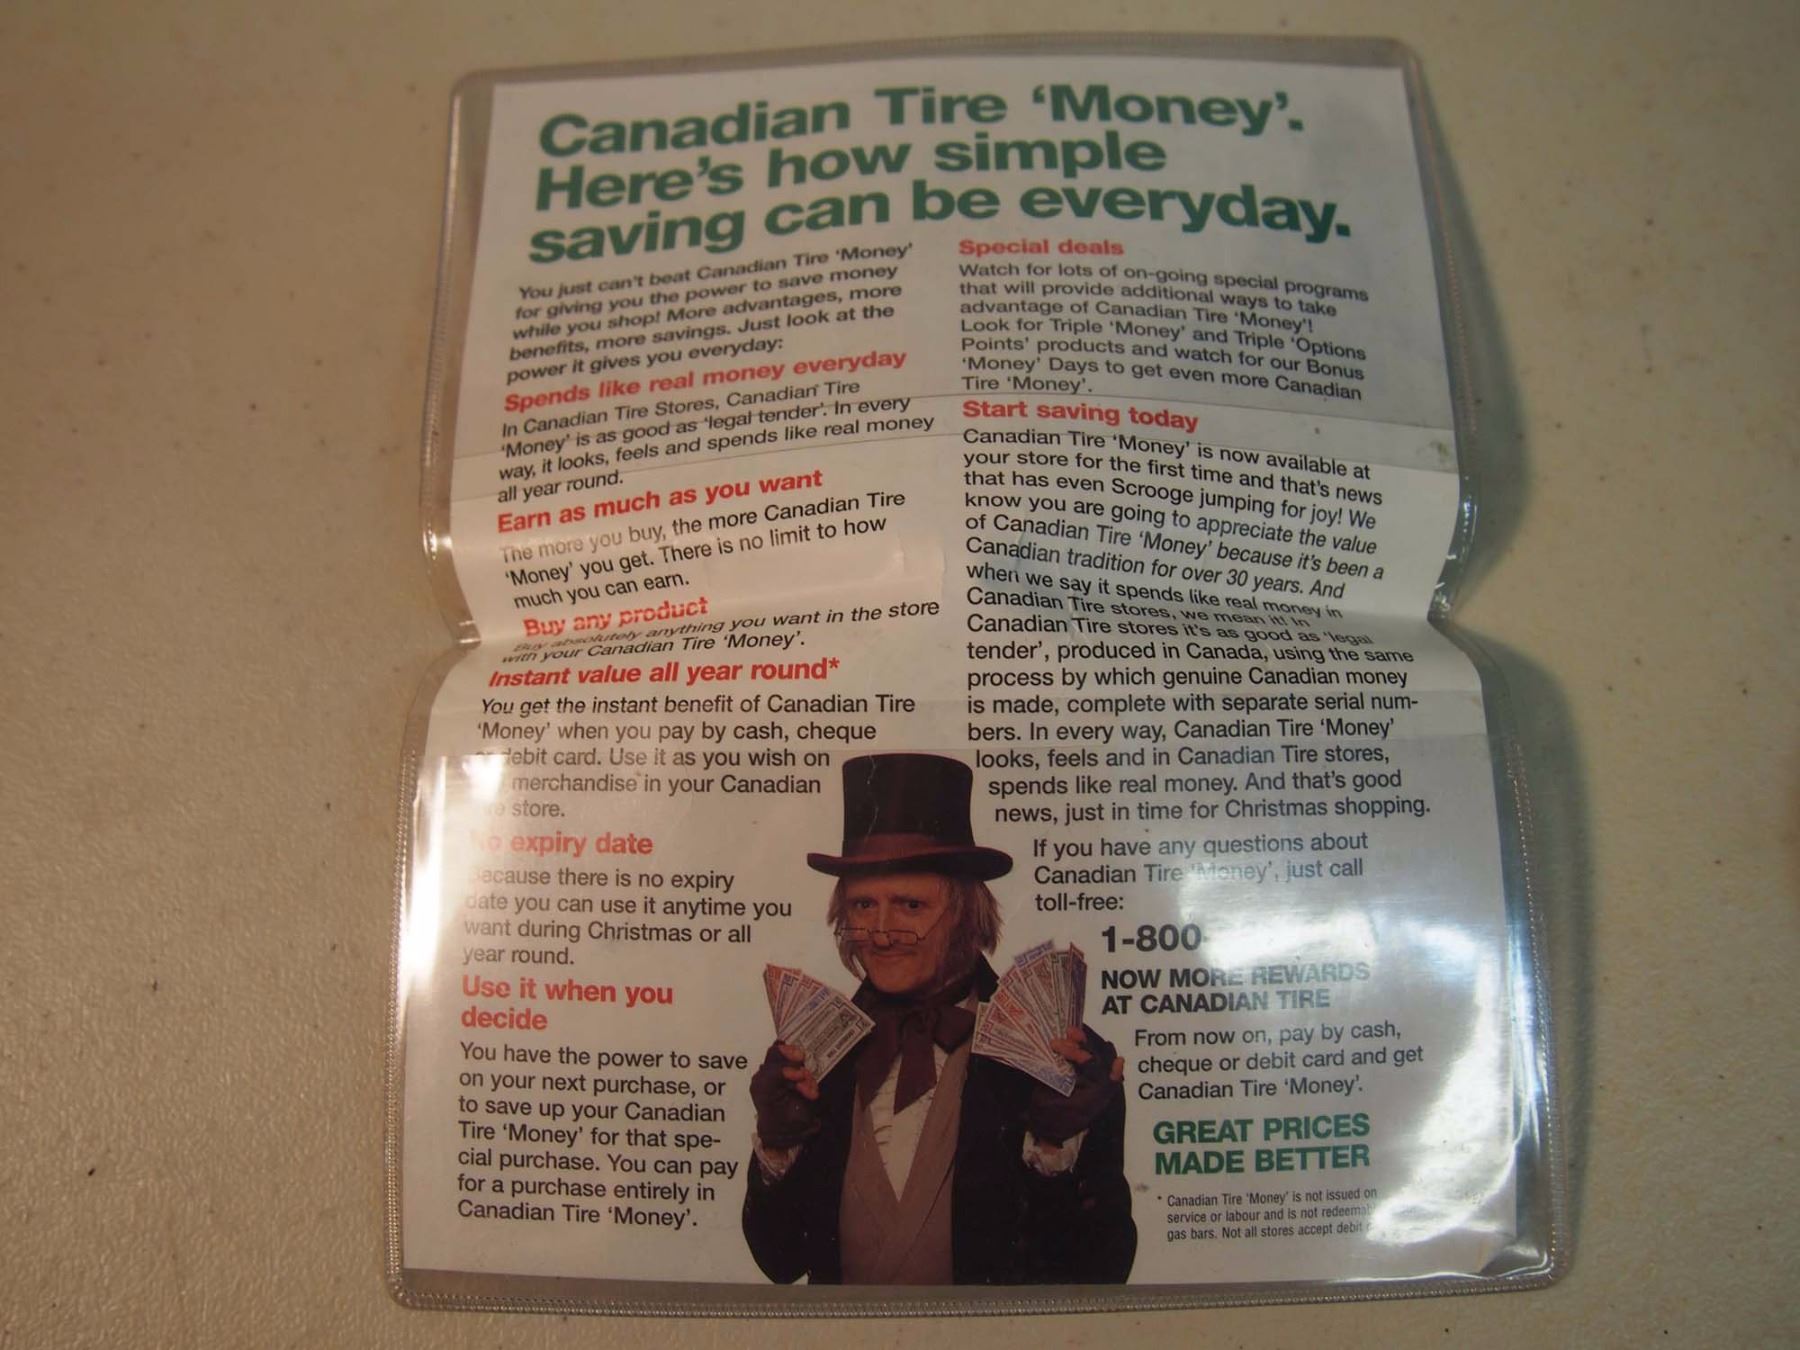 Canadian Tire 'Money'.
Here's how simple
saving can be everyday.
You just can't beat Canadian Tire 'Money'
for giving you the power to save money
while you shop! More advantages, more
benefits, more savings. Just look at the
power it gives you everyday:
Spends like real money everyday
In Canadian Tire Stores, Canadian Tire
'Money' is as good as 'legal tender'. In every
way, it looks, feels and spends like real money
all year round.
Earn as much as you want
The more you buy, the more Canadian Tire
'Money' you get. There is no limit to how
much you can earn.
Buy any product
Buy absolutely anything you want in the store
with your Canadian Tire 'Money'.
Instant value all year round*
You get the instant benefit of Canadian Tire
'Money' when you pay by cash, cheque
or debit card. Use it as you wish on
merchandise in your Canadian
store.
No expiry date
Because there is no expiry
date you can use it anytime you
want during Christmas or all
year round.
Use it when you
decide
You have the power to save
on your next purchase, or
to save up your Canadian
Tire 'Money' for that spe-
cial purchase. You can pay
for a purchase entirely in
Canadian Tire 'Money'.
Special deals
Watch for lots of on-going special programs
that will provide additional ways to take
advantage of Canadian Tire 'Money'!
Look for Triple 'Money' and Triple 'Options
Points' products and watch for our Bonus
'Money' Days to get even more Canadian
Tire 'Money'.
Start saving today
Canadian Tire 'Money' is now available at
your store for the first time and that's news
that has even Scrooge jumping for joy! We
know you are going to appreciate the value
of Canadian Tire 'Money' because it's been a
Canadian tradition for over 30 years. And
when we say it spends like real money in
Canadian Tire stores, we mean it! In
Canadian Tire stores it's as good as 'legal
tender', produced in Canada, using the same
process by which genuine Canadian money
is made, complete with separate serial num-
bers. In every way, Canadian Tire 'Money'
looks, feels and in Canadian Tire stores,
spends like real money. And that's good
news, just in time for Christmas shopping.
If you have any questions about
Canadian Tire 'Money', just call
toll-free:
1-800-
NOW MORE REWARDS
AT CANADIAN TIRE
From now on, pay by cash,
cheque or debit card and get
Canadian Tire 'Money'.
GREAT PRICES
MADE BETTER
* Canadian Tire 'Money' is not issued on
service or labour and is not
gas bars. Not all stores accept debit